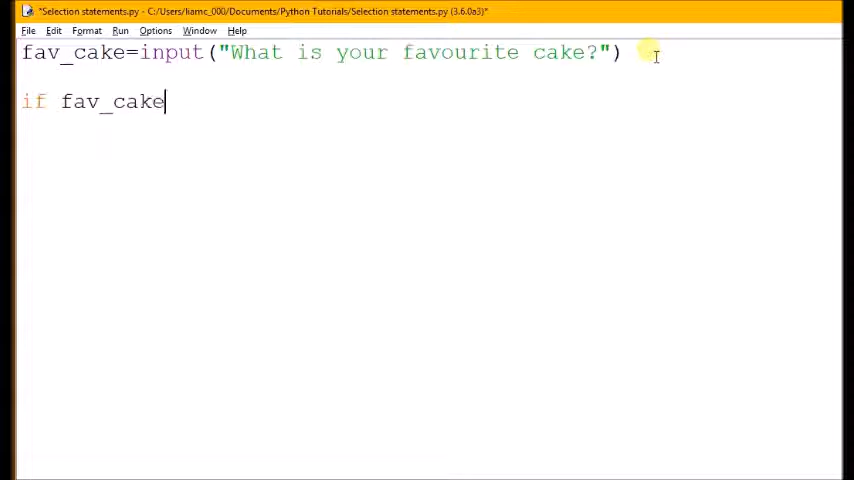 *Selection statements.py - C:/Users/liamc_000/Documents/Python Tutorials/Selection statements.py (3.6.0a3)*
File Edit Format Run Options Window Help
fav_cake=input("What is your favourite cake?")
if fav_cake